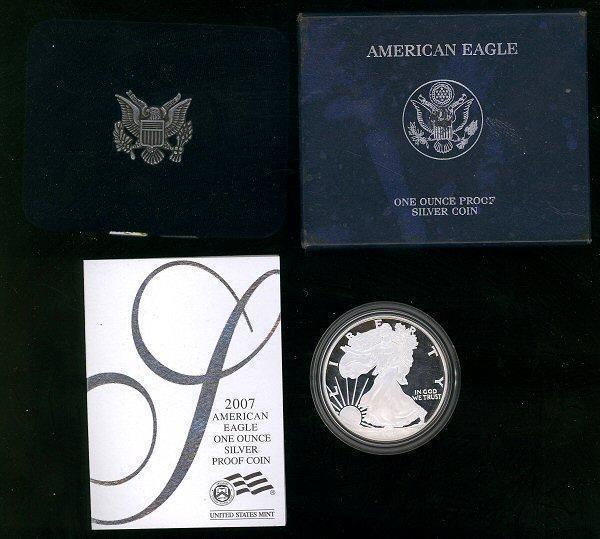 AMERICAN EAGLE
ONE OUNCE PROOF
SILVER COIN
2007
AMERICAN
EAGLE
ONE OUNCE
SILVER
PROOF COIN
®
UNITED STATES MINT
LIBERTY
IN GOD
WE TRUST